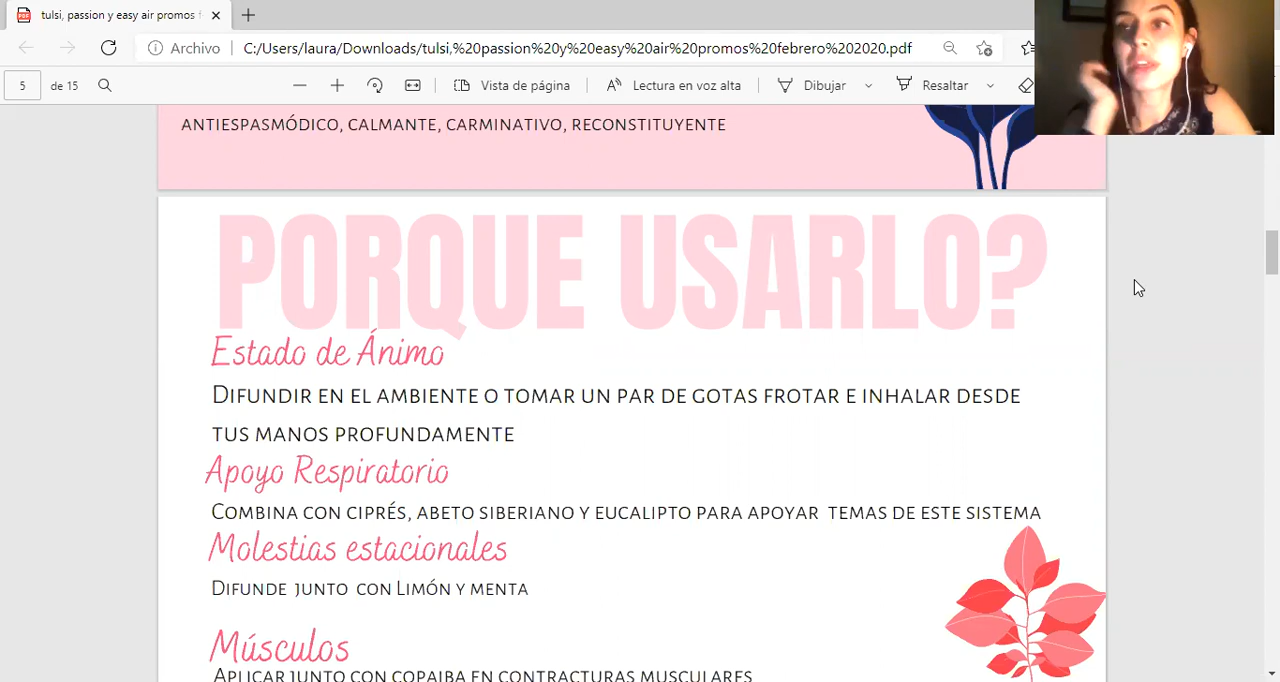 tulsi, passion y easy air promos f
Archivo
C:/Users/laura/Downloads/tulsi,%20passion%20y%20easy%20air%20promos%20febrero%202020.pdf
5 de 15
Vista de página
Lectura en voz alta
Dibujar
Resaltar
ANTIESPASMÓDICO, CALMANTE, CARMINATIVO, RECONSTITUYENTE
PORQUE USARLO?
Estado de Ánimo
DIFUNDIR EN EL AMBIENTE O TOMAR UN PAR DE GOTAS FROTAR E INHALAR DESDE
TUS MANOS PROFUNDAMENTE
Apoyo Respiratorio
COMBINA CON CIPRÉS, ABETO SIBERIANO Y EUCALIPTO PARA APOYAR TEMAS DE ESTE SISTEMA
Molestias estacionales
DIFUNDE JUNTO CON LIMÓN Y MENTA
Músculos
APLICAR JUNTO CON COPAIBA EN CONTRACTURAS MUSCULARES